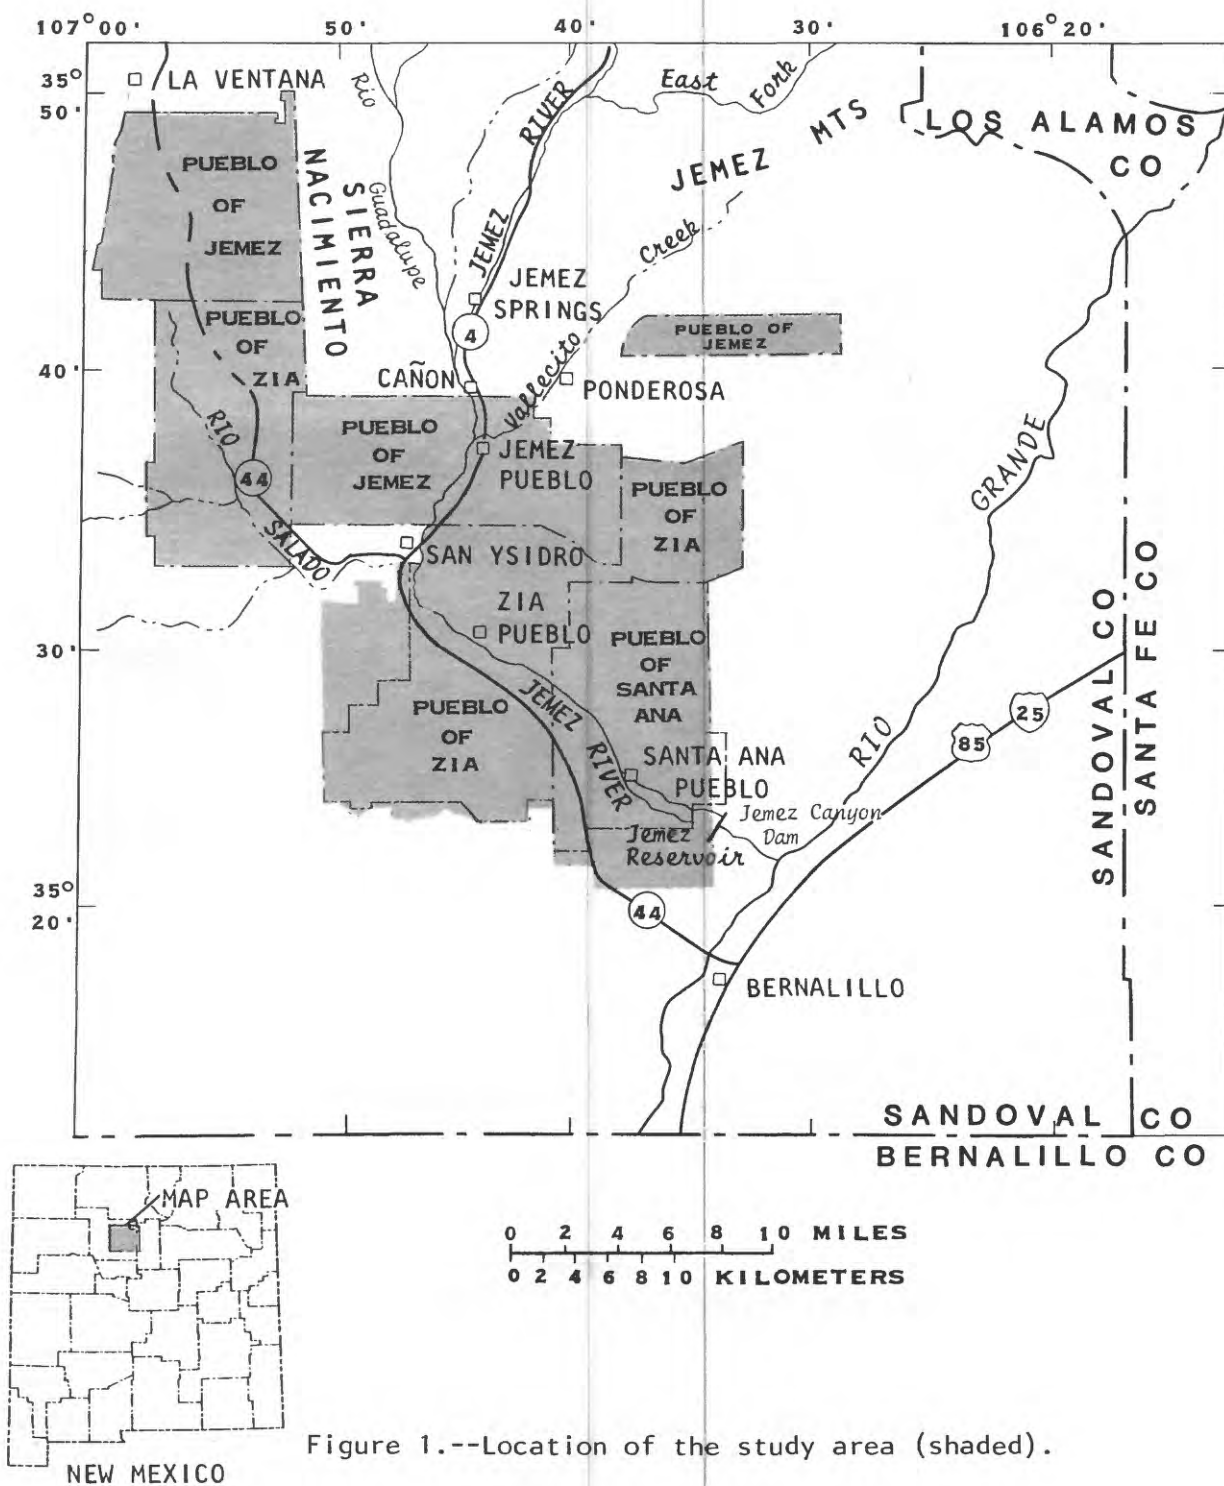 107°00'
50'
40'
30'
106°20'
35°
50'
LA VENTANA
Rio
Guadalupe
RIVER
JEMEZ
East
Fork
JEMEZ MTS
LOS ALAMOS
CO
PUEBLO
OF
JEMEZ
NACIMIENTO
SIERRA
Creek
Vallecito
JEMEZ
SPRINGS
4
PUEBLO
OF
ZIA
PUEBLO OF
JEMEZ
40'
CAÑON
PONDEROSA
RIO
SALADO
44
PUEBLO
OF
JEMEZ
JEMEZ
PUEBLO
PUEBLO
OF
ZIA
GRANDE
RIO
SAN YSIDRO
ZIA
PUEBLO
30'
PUEBLO
OF
SANTA
ANA
JEMEZ
RIVER
PUEBLO
OF
ZIA
SANTA ANA
PUEBLO
Jemez Canyon
Dam
Jemez
Reservoir
85
25
SANDOVAL CO
SANTA FE CO
35°
20'
44
BERNALILLO
SANDOVAL CO
BERNALILLO CO
MAP AREA
0 2 4 6 8 10 MILES
0 2 4 6 8 10 KILOMETERS
NEW MEXICO
Figure 1.--Location of the study area (shaded).